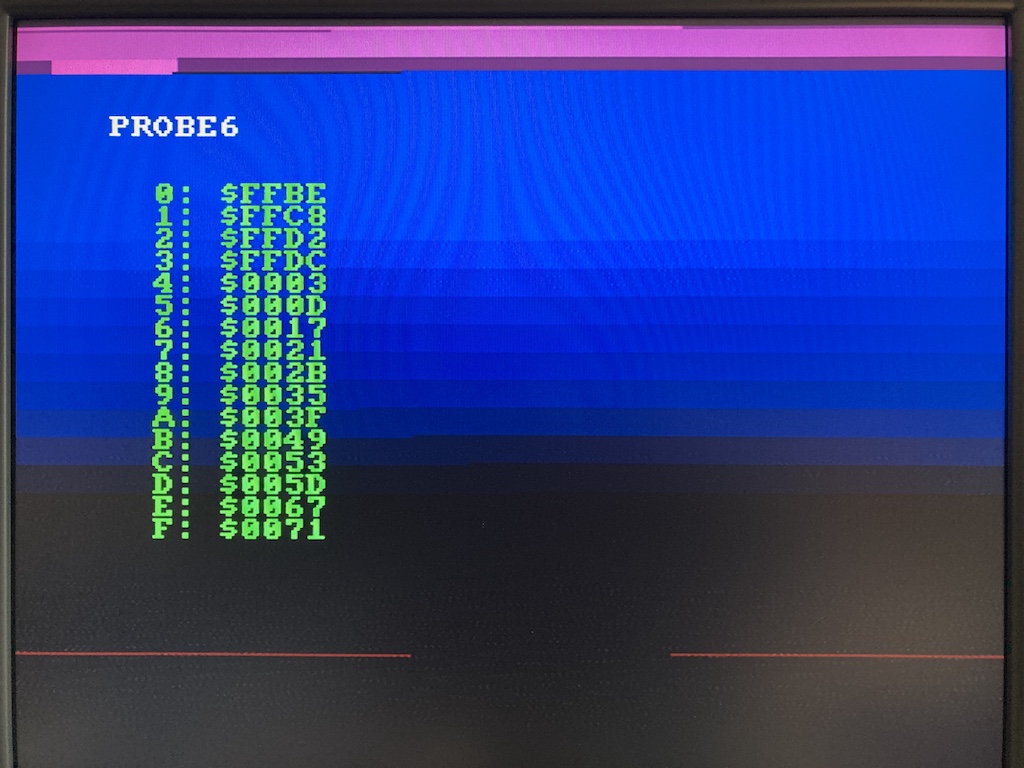 PROBE6
0: $FFBE
1: $FFC8
2: $FFD2
3: $FFDC
4: $0003
5: $000D
6: $0017
7: $0021
8: $002B
9: $0035
A: $003F
B: $0049
C: $0053
D: $005D
E: $0067
F: $0071